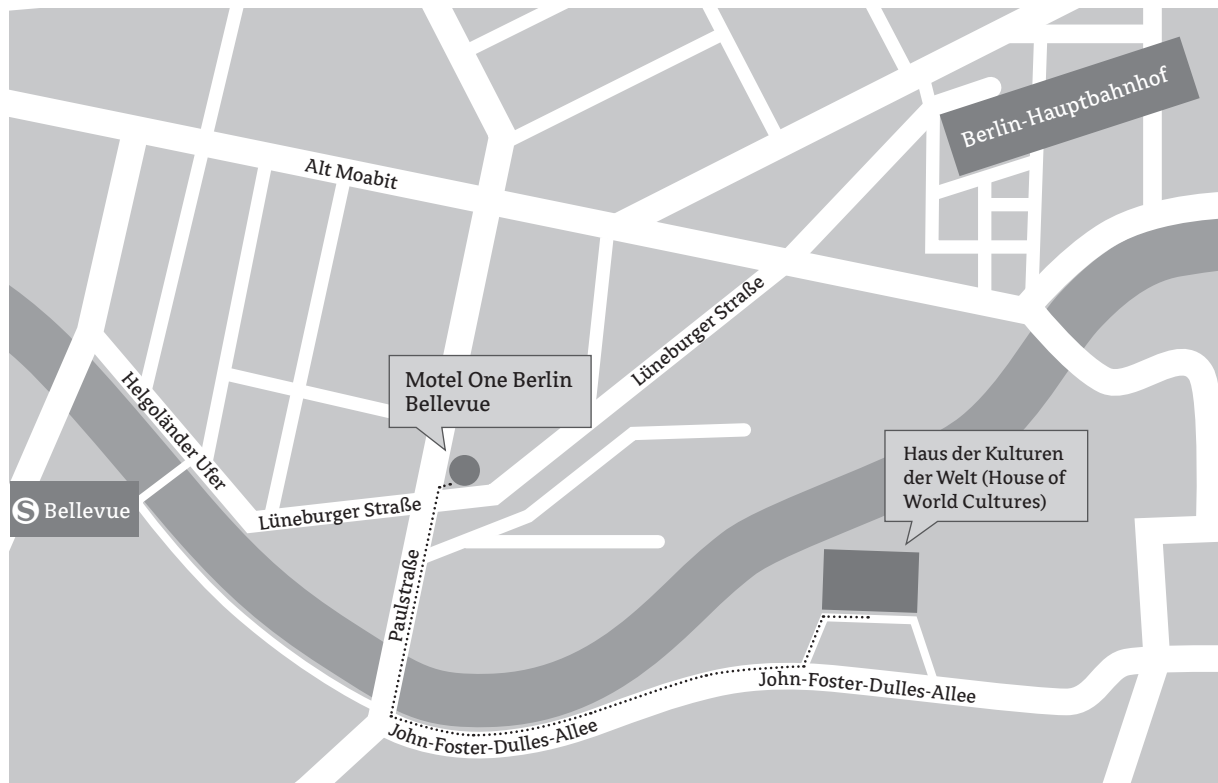 Berlin-Hauptbahnhof
Alt Moabit
Lüneburger Straße
Motel One Berlin
Bellevue
Helgoländer Ufer
Haus der Kulturen
der Welt (House of
World Cultures)
S Bellevue
Lüneburger Straße
Paulstraße
John-Foster-Dulles-Allee
John-Foster-Dulles-Allee